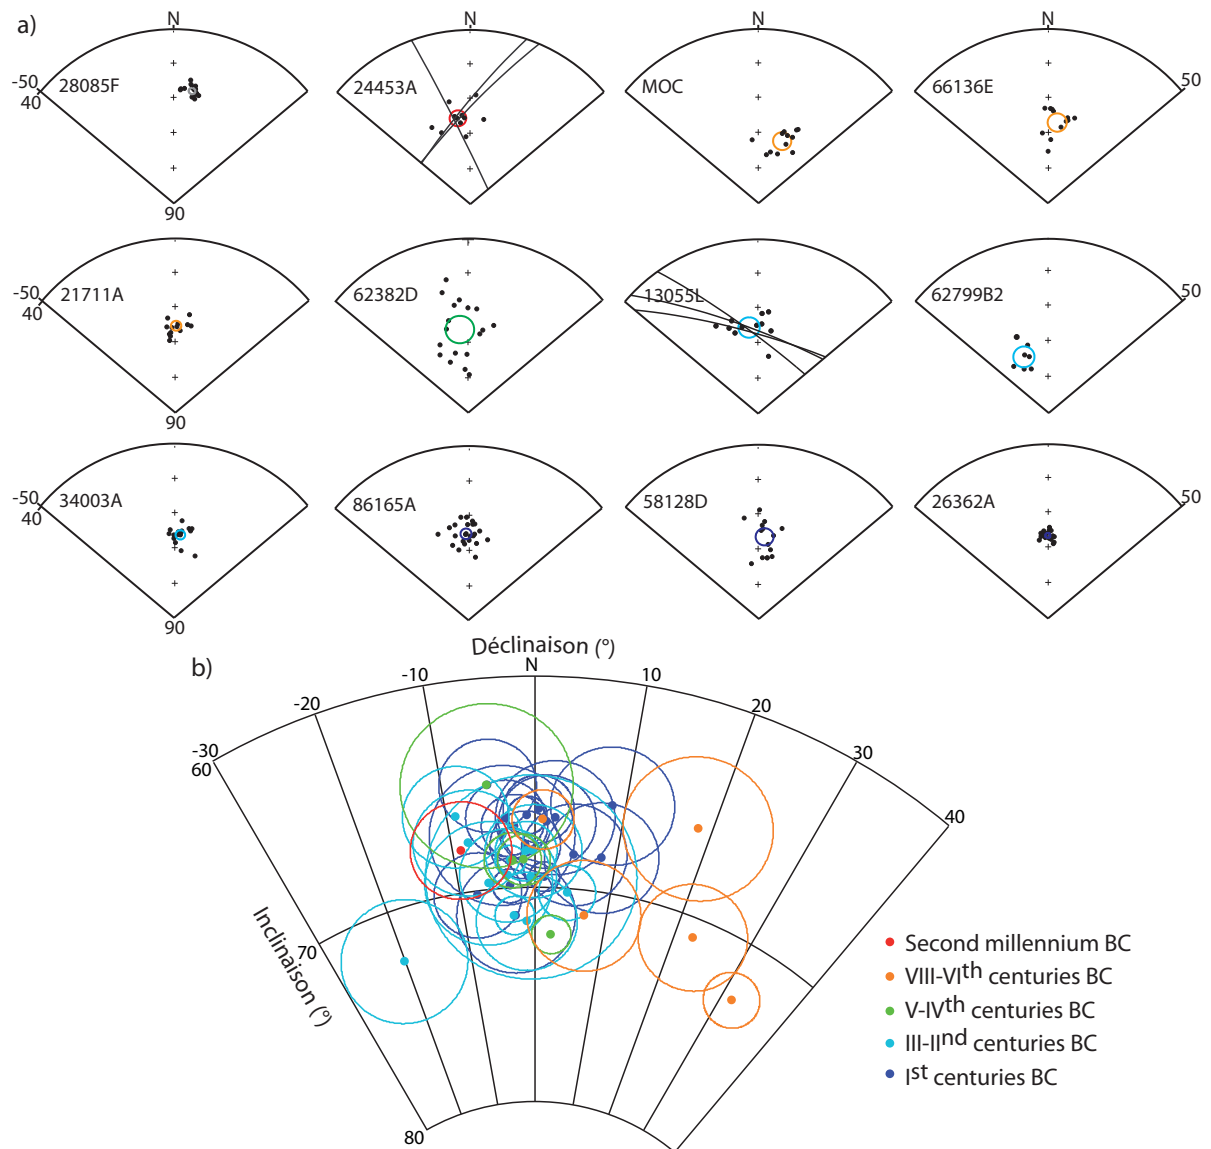 a)
N N N
-50
40
28085F 24453A MOC 66136E 50
90
-50
40
21711A 62382D 13055L 62799B2 50
90
-50
40
34003A 86165A 58128D 26362A 50
90
b)
Déclinaison (°)
N
-10 10
-20 20
-30 30
60
40
Inclinaison (°)
70
80
Second millennium BC
VIII-VIth centuries BC
V-IVth centuries BC
III-IInd centuries BC
Ist centuries BC